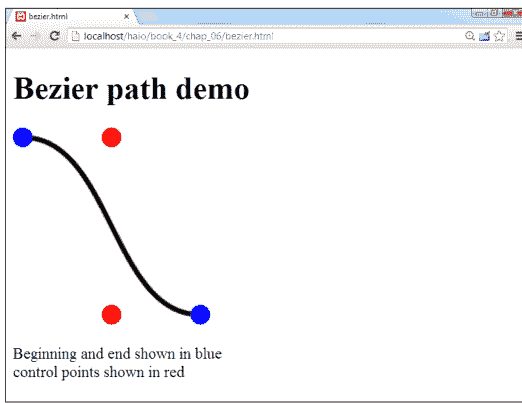 bezier.html
localhost/haio/book_4/chap_06/bezier.html
Bezier path demo
Beginning and end shown in blue
control points shown in red